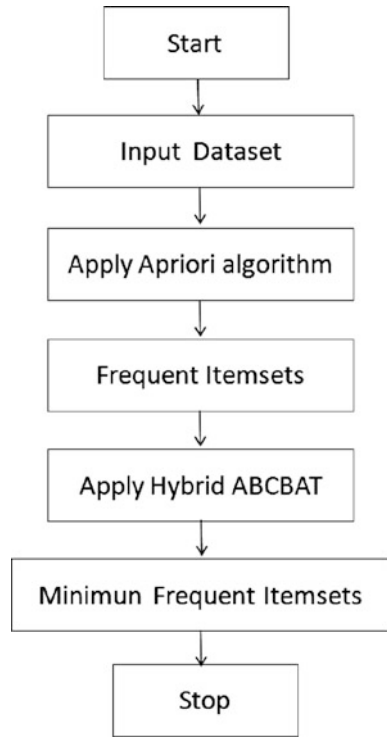 Start
Input Dataset
Apply Apriori algorithm
Frequent Itemsets
Apply Hybrid ABCBAT
Minimun Frequent Itemsets
Stop